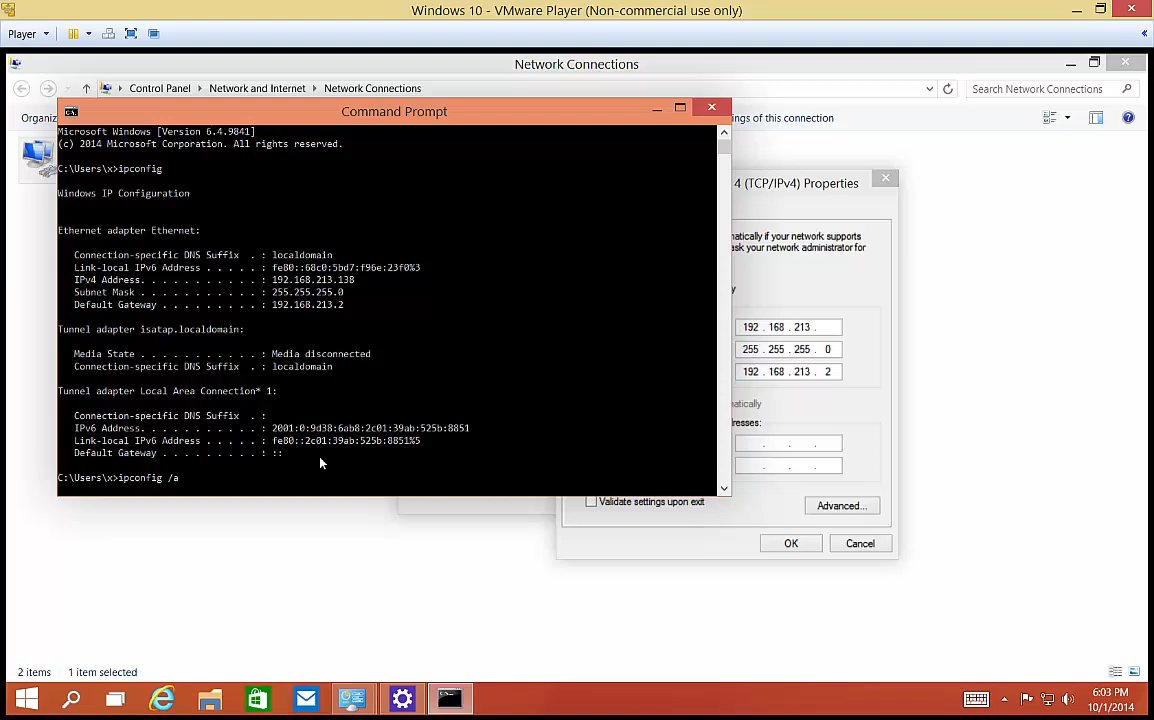 Windows 10 - VMware Player (Non-commercial use only)
Player
Network Connections
Control Panel
Network and Internet
Network Connections
Search Network Connections
Organiz
ngs of this connection
Command Prompt
Microsoft Windows [Version 6.4.9841]
(c) 2014 Microsoft Corporation. All rights reserved.
C:\Users\x>ipconfig
Windows IP Configuration
Ethernet adapter Ethernet:
Connection-specific DNS Suffix  . : localdomain
Link-local IPv6 Address . . . . . : fe80::68c0:5bd7:f96e:23f0%3
IPv4 Address. . . . . . . . . . . : 192.168.213.138
Subnet Mask . . . . . . . . . . . : 255.255.255.0
Default Gateway . . . . . . . . . : 192.168.213.2
Tunnel adapter isatap.localdomain:
Media State . . . . . . . . . . . : Media disconnected
Connection-specific DNS Suffix  . : localdomain
Tunnel adapter Local Area Connection* 1:
Connection-specific DNS Suffix  . :
IPv6 Address. . . . . . . . . . . : 2001:0:9d38:6ab8:2c01:39ab:525b:8851
Link-local IPv6 Address . . . . . : fe80::2c01:39ab:525b:8851%5
Default Gateway . . . . . . . . . : ::
C:\Users\x>ipconfig /a
4 (TCP/IPv4) Properties
matically if your network supports
ask your network administrator for
y
192 . 168 . 213 .
255 . 255 . 255 . 0
192 . 168 . 213 . 2
matically
resses:
. . .
. . .
Validate settings upon exit
Advanced...
OK
Cancel
2 items
1 item selected
6:03 PM
10/1/2014